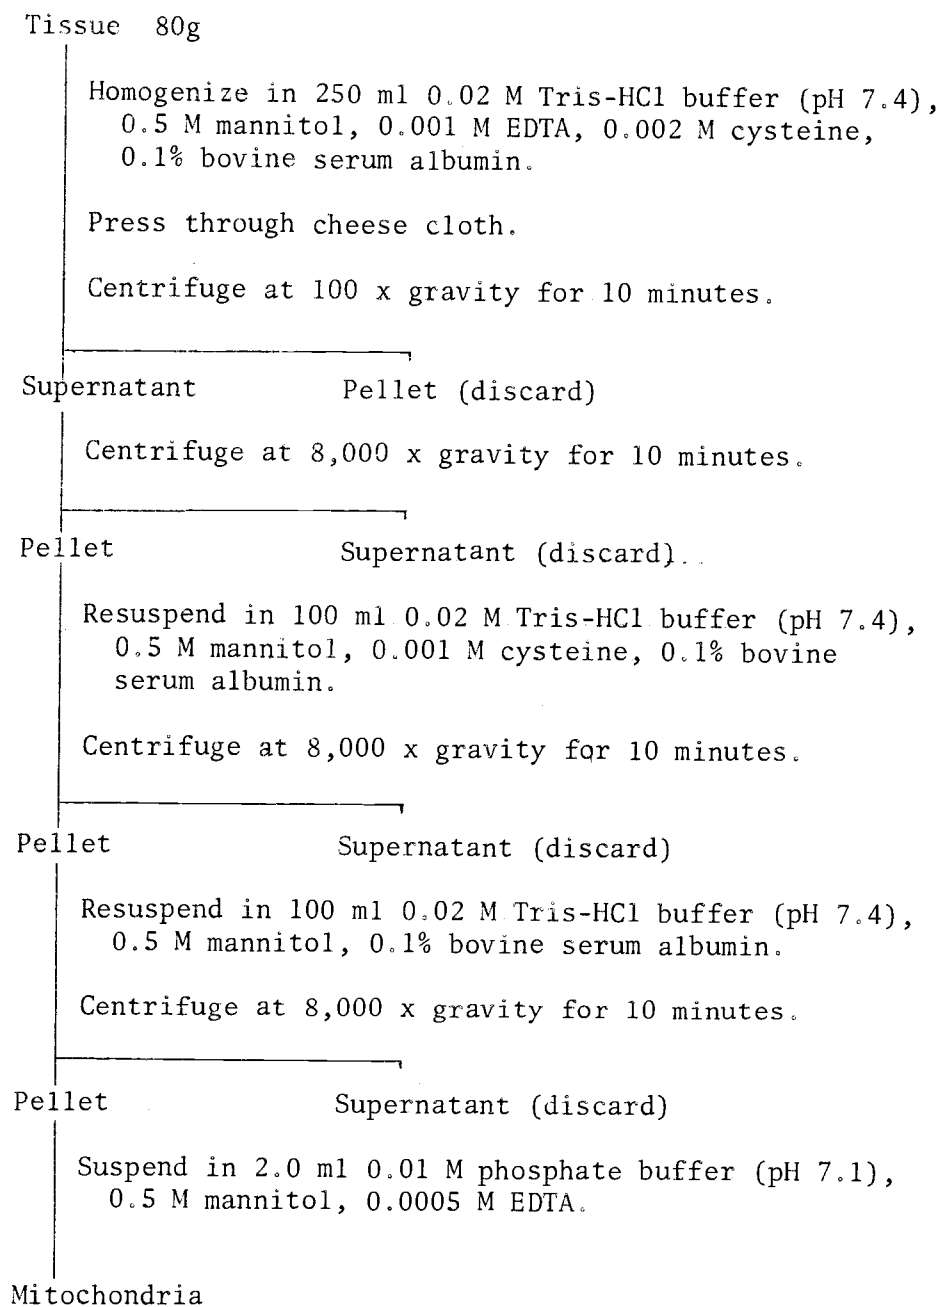 Tissue 80g
Homogenize in 250 ml 0.02 M Tris-HCl buffer (pH 7.4),
0.5 M mannitol, 0.001 M EDTA, 0.002 M cysteine,
0.1% bovine serum albumin.
Press through cheese cloth.
Centrifuge at 100 x gravity for 10 minutes.
Supernatant Pellet (discard)
Centrifuge at 8,000 x gravity for 10 minutes.
Pellet Supernatant (discard)
Resuspend in 100 ml 0.02 M Tris-HCl buffer (pH 7.4),
0.5 M mannitol, 0.001 M cysteine, 0.1% bovine
serum albumin.
Centrifuge at 8,000 x gravity for 10 minutes.
Pellet Supernatant (discard)
Resuspend in 100 ml 0.02 M Tris-HCl buffer (pH 7.4),
0.5 M mannitol, 0.1% bovine serum albumin.
Centrifuge at 8,000 x gravity for 10 minutes.
Pellet Supernatant (discard)
Suspend in 2.0 ml 0.01 M phosphate buffer (pH 7.1),
0.5 M mannitol, 0.0005 M EDTA.
Mitochondria